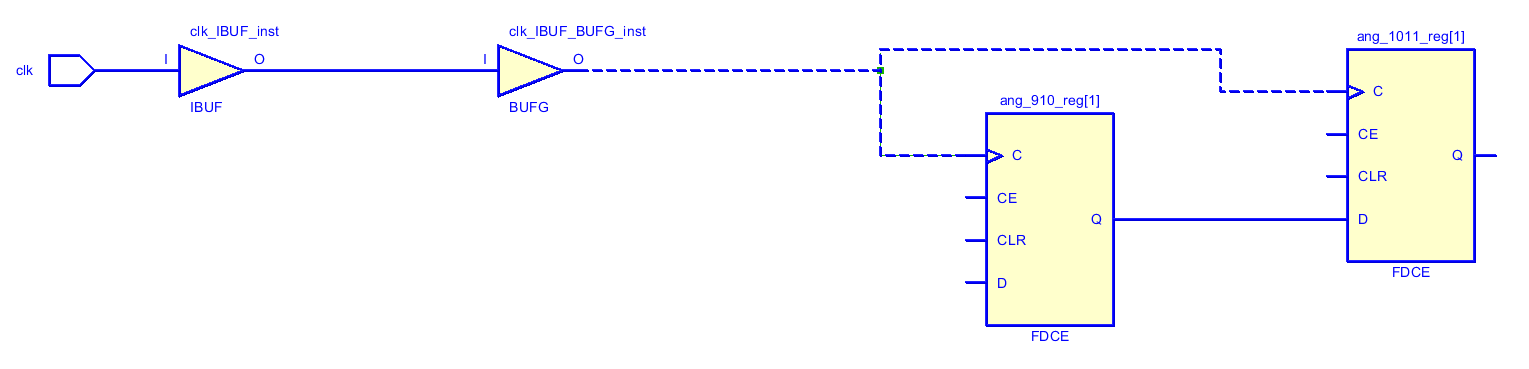 clk_IBUF_inst
clk_IBUF_BUFG_inst
ang_1011_reg[1]
clk
I
O
I
O
IBUF
BUFG
C
CE
CLR
Q
D
FDCE
ang_910_reg[1]
C
CE
CLR
Q
D
FDCE